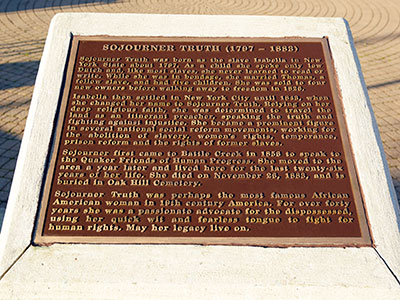 SOJOURNER TRUTH (1797 – 1883)
Sojourner Truth was born as the slave Isabella in New
York State about 1797. As a child she spoke only low
Dutch and, like most slaves, she never learned to read or
write. While she was in bondage, she married Thomas, a
fellow slave, and had five children. She was sold to four
new owners before walking away to freedom in 1826.
Isabella then settled in New York City until 1843, when
she changed her name to Sojourner Truth. Relying on her
deep religious faith, she was determined to travel the
land as an itinerant preacher, speaking the truth and
fighting against injustice. She became a prominent figure
in several national social reform movements, working for
the abolition of slavery, women's rights, temperance,
prison reform and the rights of former slaves.
Sojourner first came to Battle Creek in 1856 to speak to
the Quaker Friends of Human Progress. She moved to the
area a year later and lived here for the last twenty-six
years of her life. She died on November 26, 1883, and is
buried in Oak Hill Cemetery.
Sojourner Truth was perhaps the most famous African
American woman in 19th century America. For over forty
years she was a passionate advocate for the dispossessed,
using her quick wit and fearless tongue to fight for
human rights. May her legacy live on.